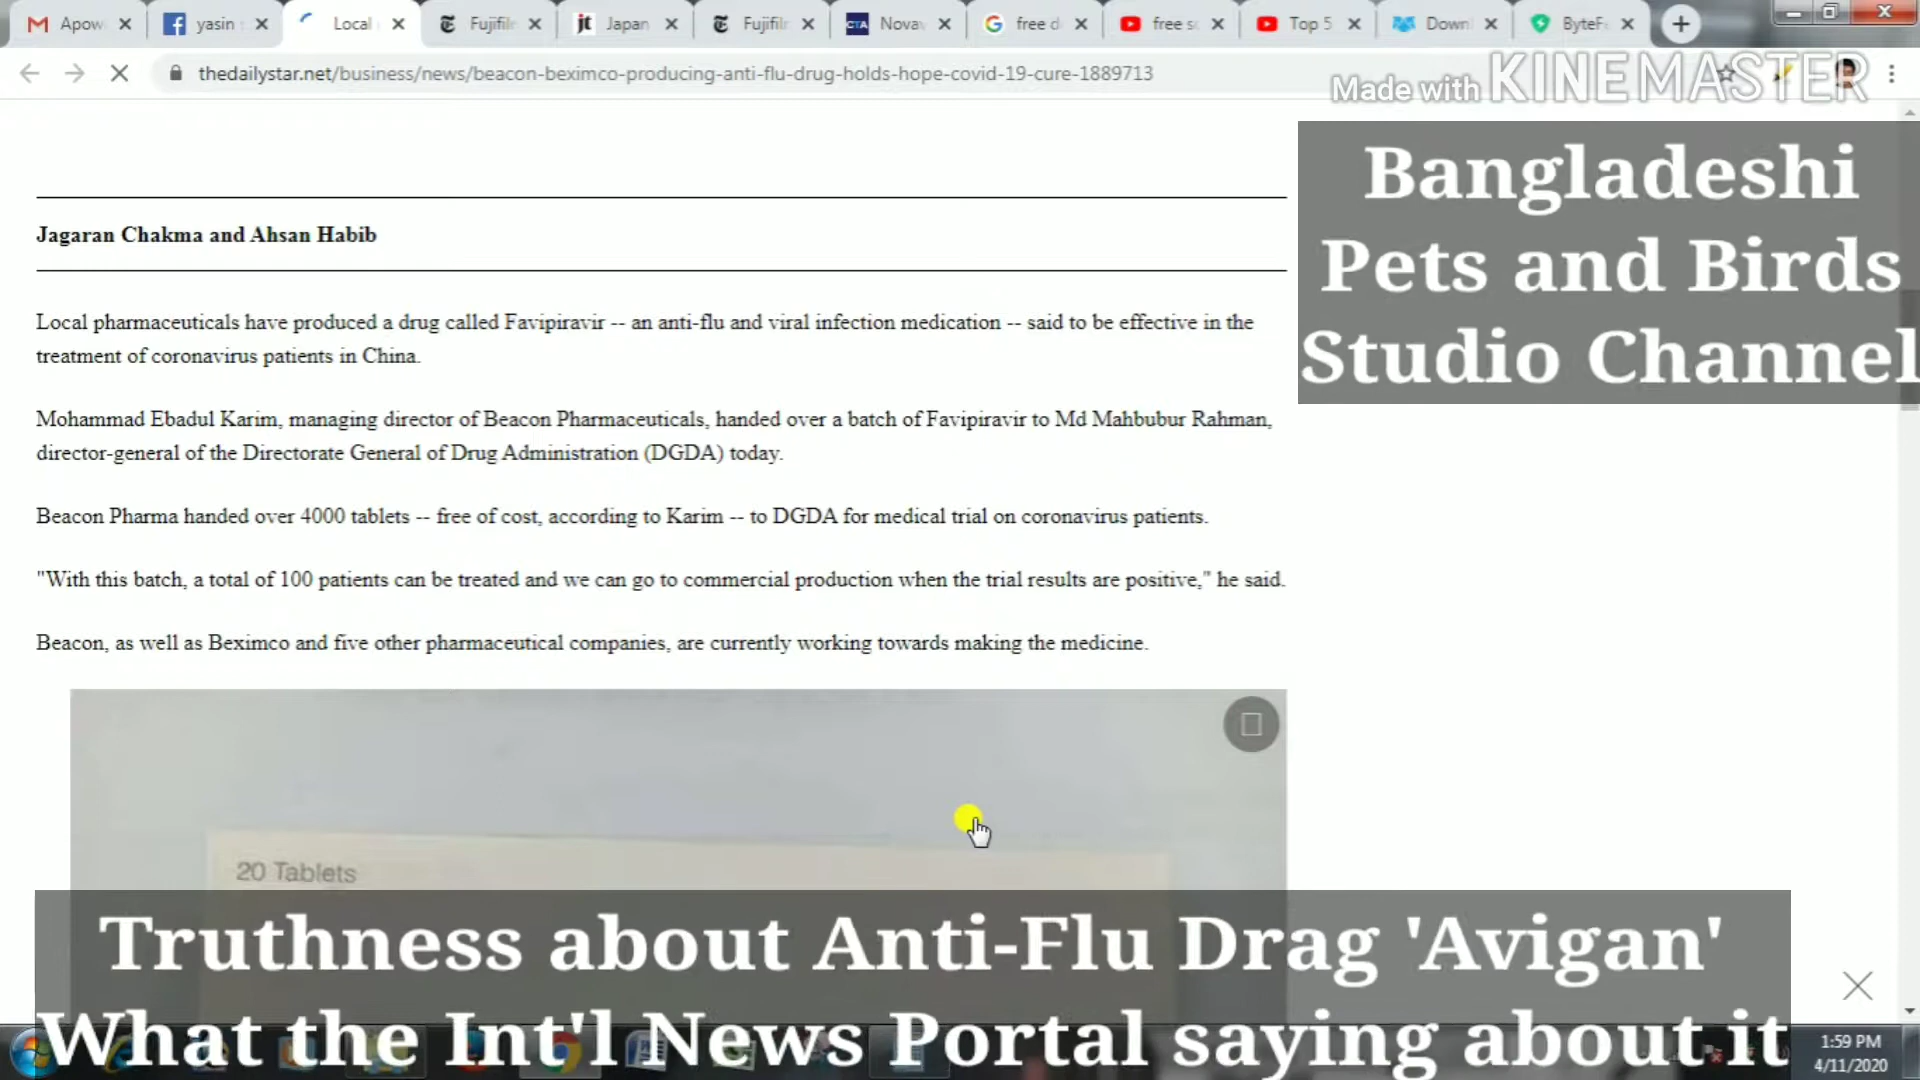 Apow
yasin
Local
Fujifil
Japan
Fujifil
CTA
Nova
free d
free s
Top 5
Down
ByteF
thedailystar.net/business/news/beacon-beximco-producing-anti-flu-drug-holds-hope-covid-19-cure-1889713
Made with KINEMASTER
Bangladeshi
Pets and Birds
Studio Channel
Jagaran Chakma and Ahsan Habib
Local pharmaceuticals have produced a drug called Favipiravir -- an anti-flu and viral infection medication -- said to be effective in the
treatment of coronavirus patients in China.
Mohammad Ebadul Karim, managing director of Beacon Pharmaceuticals, handed over a batch of Favipiravir to Md Mahbubur Rahman,
director-general of the Directorate General of Drug Administration (DGDA) today.
Beacon Pharma handed over 4000 tablets -- free of cost, according to Karim -- to DGDA for medical trial on coronavirus patients.
"With this batch, a total of 100 patients can be treated and we can go to commercial production when the trial results are positive," he said.
Beacon, as well as Beximco and five other pharmaceutical companies, are currently working towards making the medicine.
20 Tablets
Truthness about Anti-Flu Drag 'Avigan'
What the Int'l News Portal saying about it
1:59 PM
4/11/2020